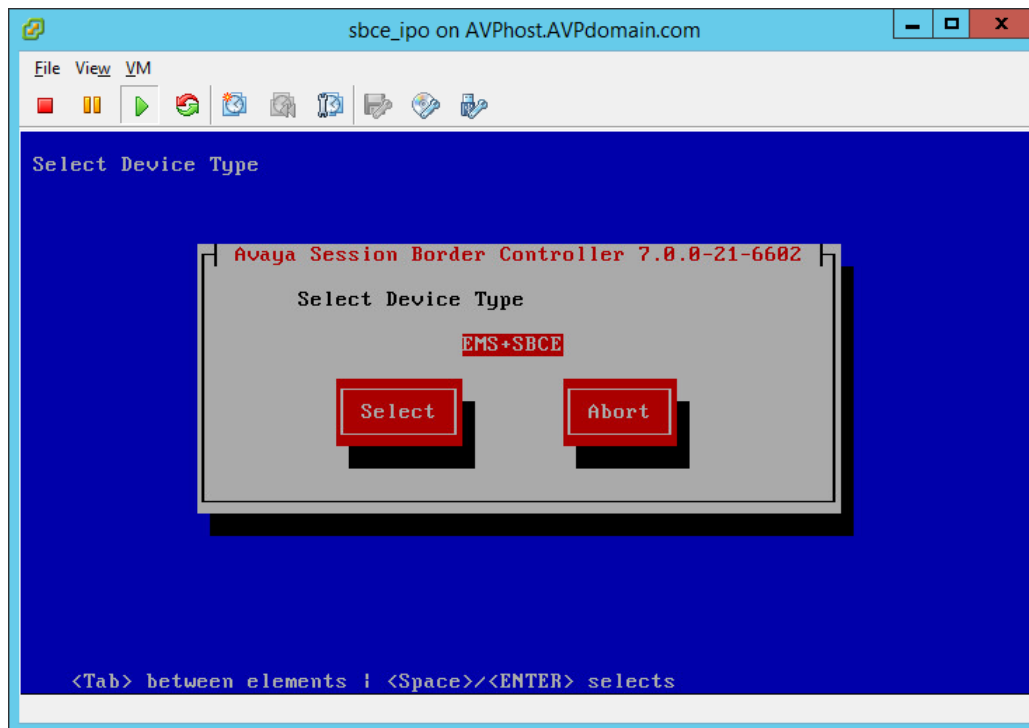 sbce_ipo on AVPhost.AVPdomain.com
File View VM
Select Device Type
Avaya Session Border Controller 7.0.0-21-6602
Select Device Type
EMS+SBCE
Select Abort
<Tab> between elements | <Space>/<ENTER> selects